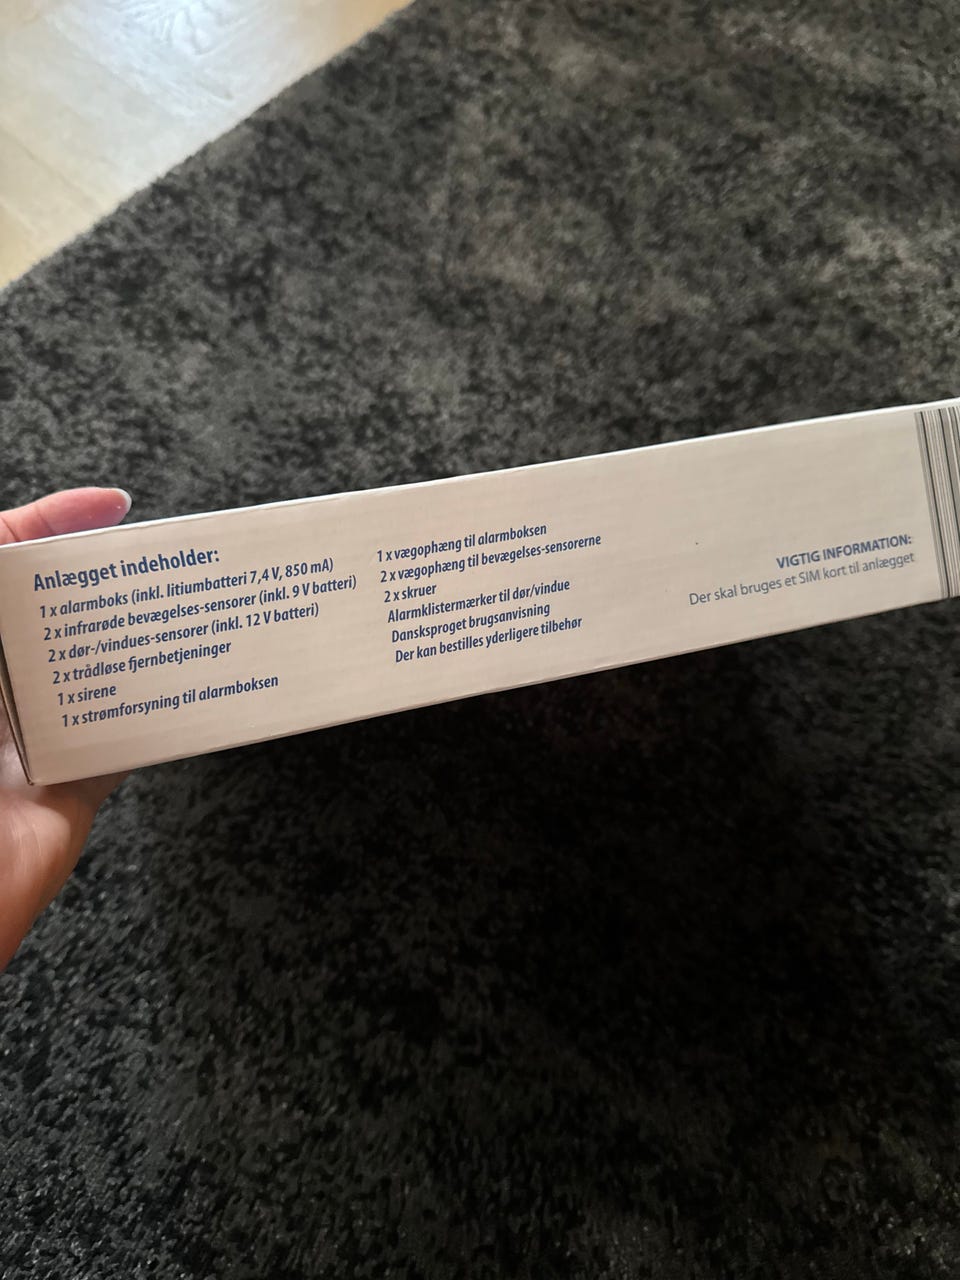 Anlægget indeholder:
1 x alarmboks (inkl. litiumbatteri 7,4 V, 850 mA)
2 x infrarøde bevægelses-sensorer (inkl. 9 V batteri)
2 x dør-/vindues-sensorer (inkl. 12 V batteri)
2 x trådløse fjernbetjeninger
1 x sirene
1 x strømforsyning til alarmboksen
1 x vægophæng til alarmboksen
2 x vægophæng til bevægelses-sensorerne
2 x skruer
Alarmklistermærker til dør/vindue
Dansksproget brugsanvisning
Der kan bestilles yderligere tilbehør
VIGTIG INFORMATION:
Der skal bruges et SIM kort til anlægget